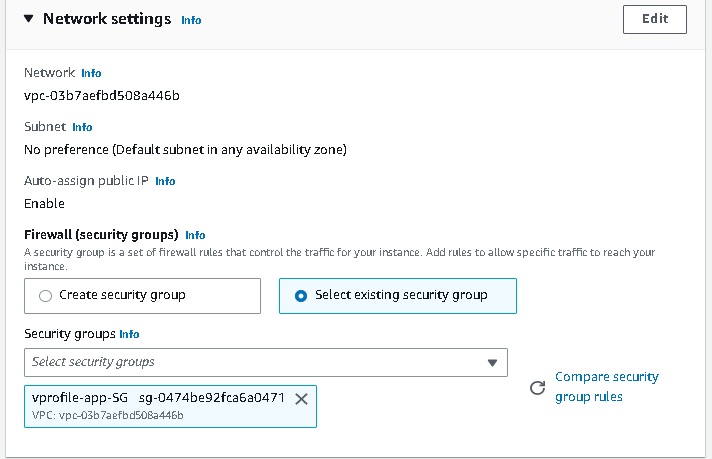 Network settings Info
Edit
Network Info
vpc-03b7aefbd508a446b
Subnet Info
No preference (Default subnet in any availability zone)
Auto-assign public IP Info
Enable
Firewall (security groups) Info
A security group is a set of firewall rules that control the traffic for your instance. Add rules to allow specific traffic to reach your
instance.
Create security group
Select existing security group
Security groups Info
Select security groups
Compare security
group rules
vprofile-app-SG sg-0474be92fca6a0471
VPC: vpc-03b7aefbd508a446b